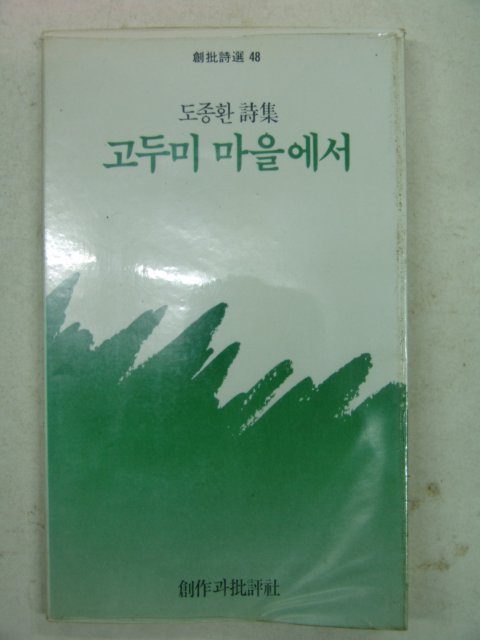 創批詩選 48
도종환 詩集
고두미 마을에서
創作과批評社